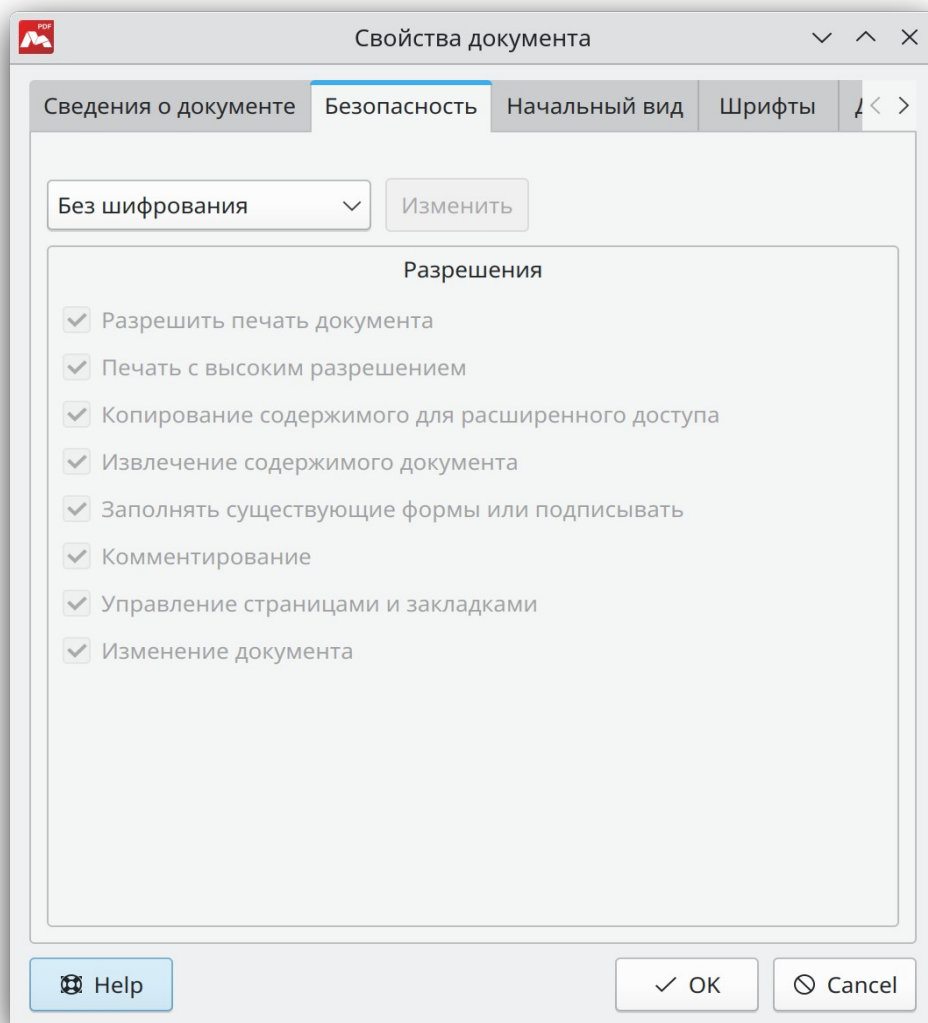 PDF
Свойства документа
Сведения о документе
Безопасность
Начальный вид
Шрифты
Без шифрования
Изменить
Разрешения
Разрешить печать документа
Печать с высоким разрешением
Копирование содержимого для расширенного доступа
Извлечение содержимого документа
Заполнять существующие формы или подписывать
Комментирование
Управление страницами и закладками
Изменение документа
Help
OK
Cancel